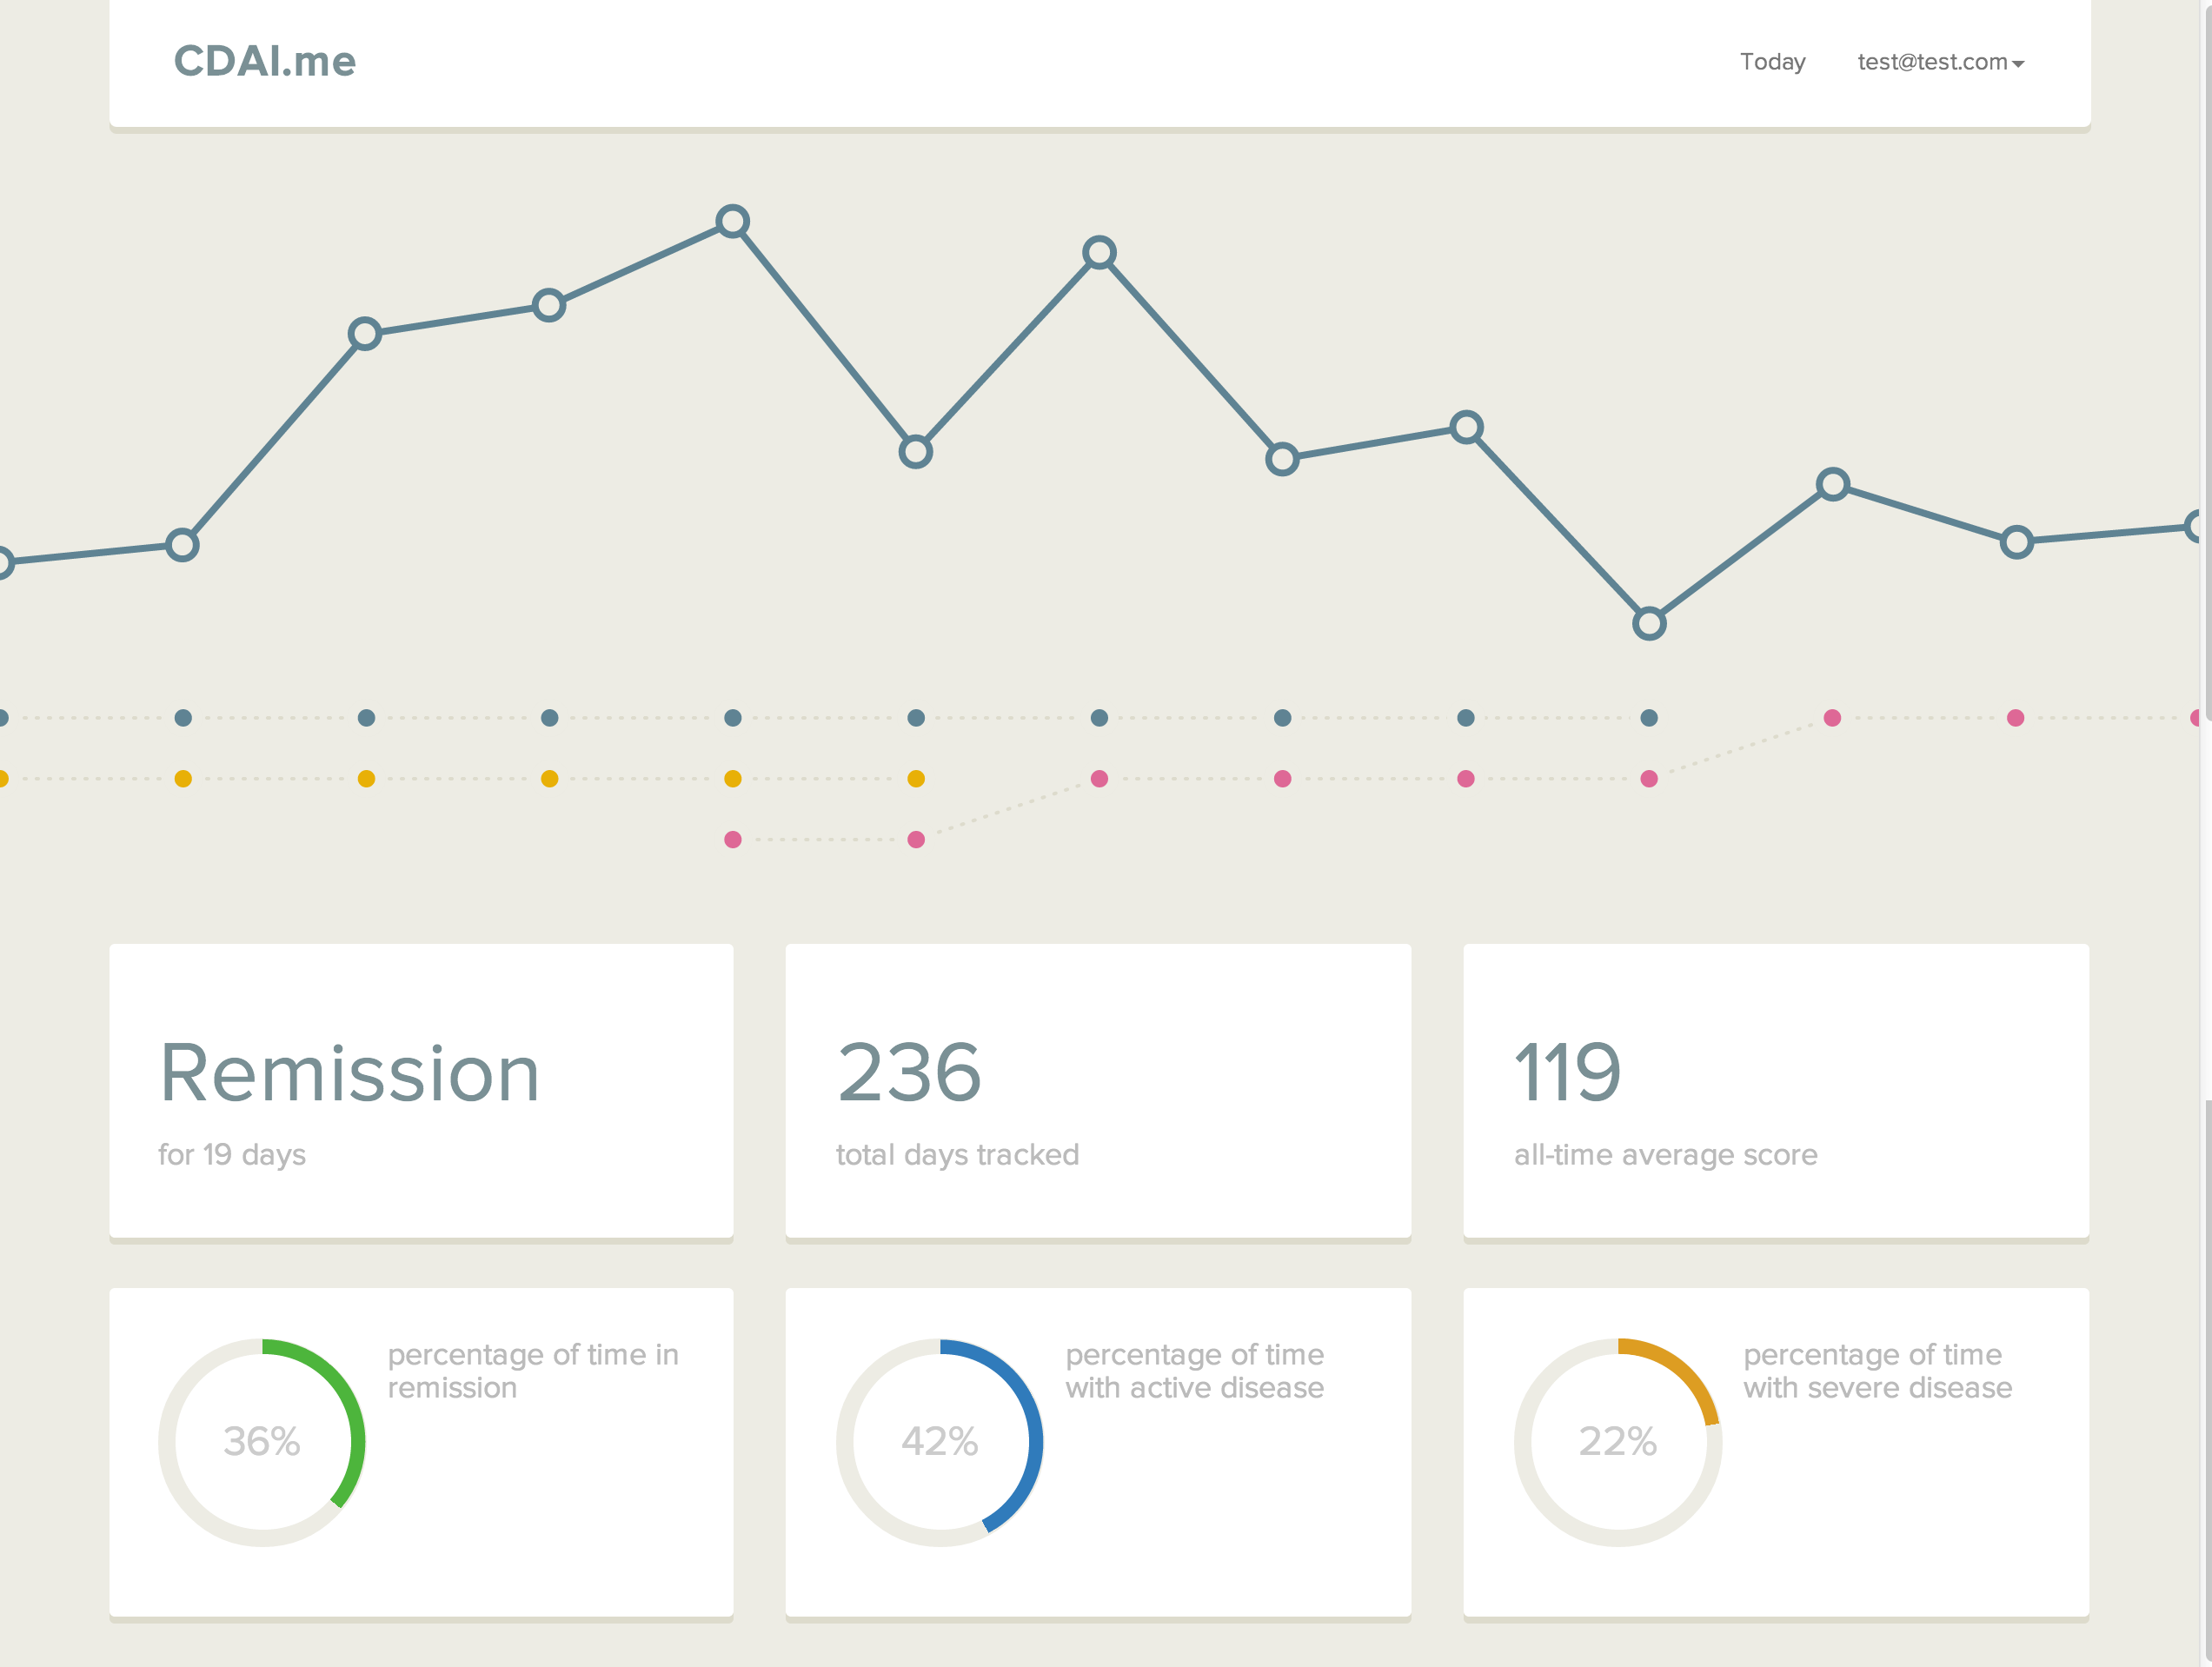 CDAI.me
Today
test@test.com
Remission
for 19 days
236
total days tracked
119
all-time average score
36%
percentage of time in
remission
42%
percentage of time
with active disease
22%
percentage of time
with severe disease